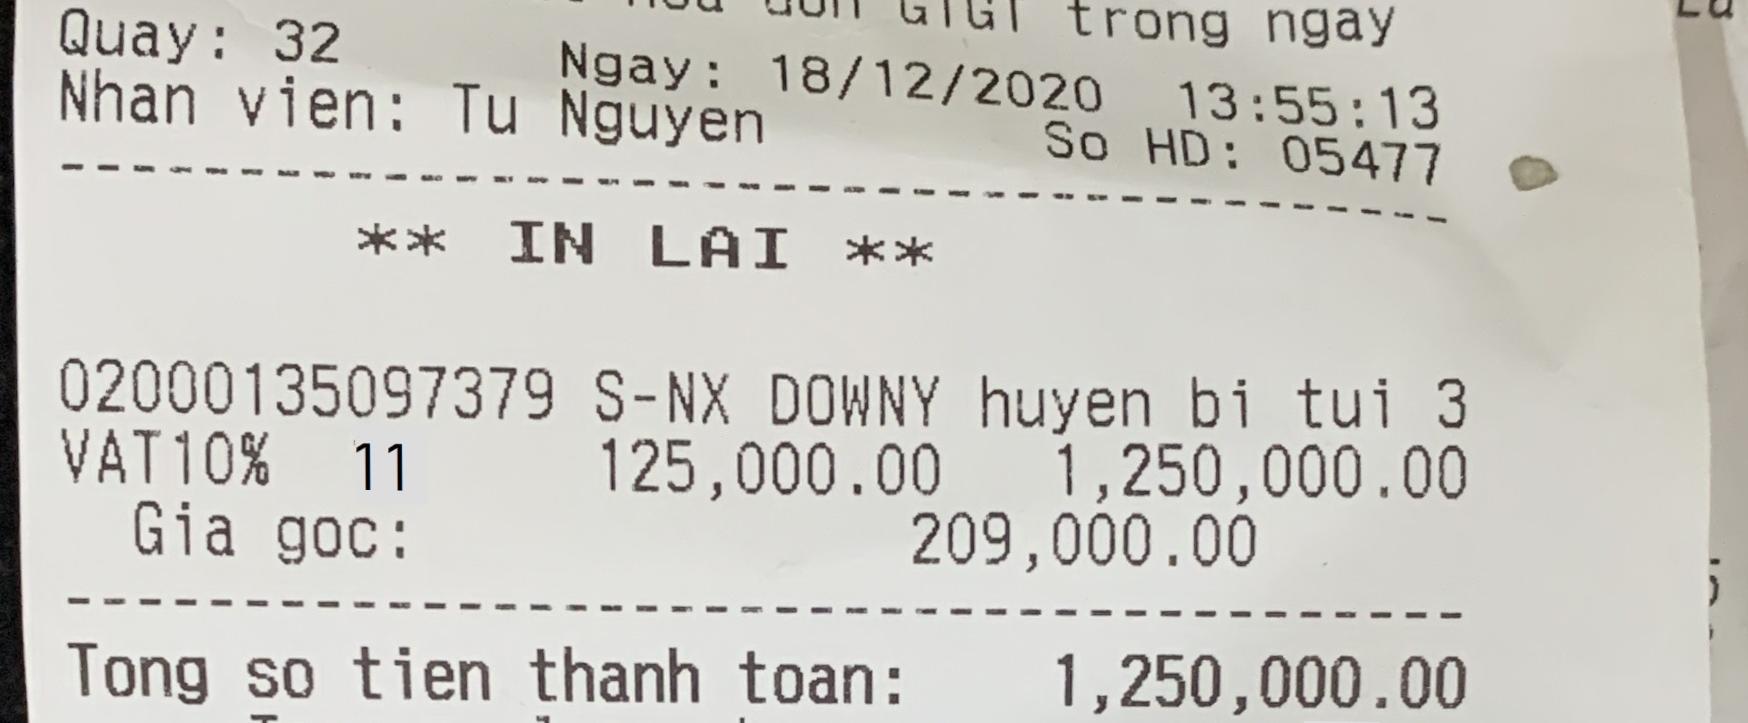 don GTGT trong ngay
Quay: 32 Ngay: 18/12/2020 13:55:13
Nhan vien: Tu Nguyen So HD: 05477
** IN LAI **
02000135097379 S-NX DOWNY huyen bi tui 3
VAT10% 11 125,000.00 1,250,000.00
Gia goc: 209,000.00
Tong so tien thanh toan: 1,250,000.00